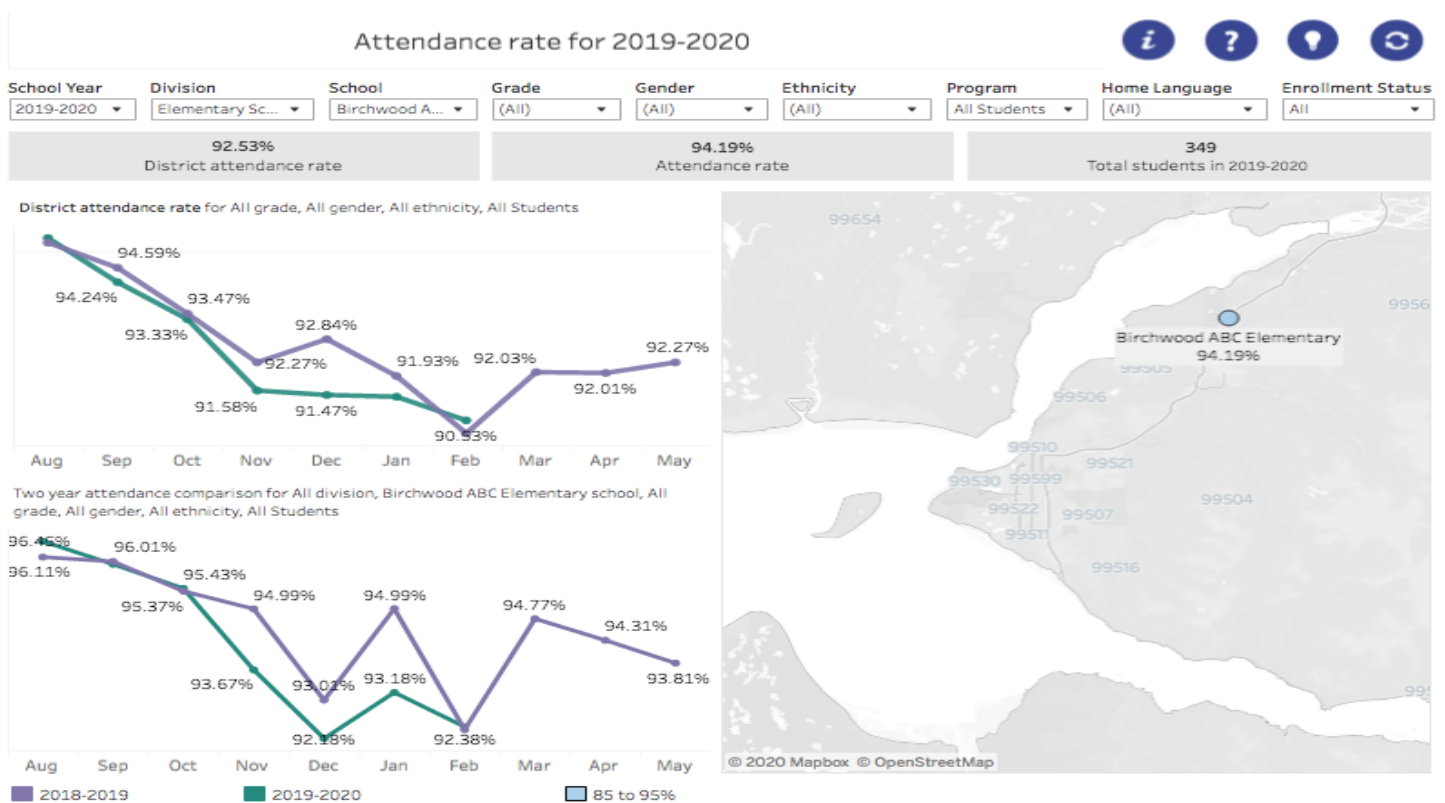 Attendance rate for 2019-2020
i ?
School Year Division School Grade Gender Ethnicity Program Home Language Enrollment Status
2019-2020 Elementary Sc... Birchwood A... (All) (All) (All) All Students (All) All
92.53% 94.19% 349
District attendance rate Attendance rate Total students in 2019-2020
District attendance rate for All grade, All gender, All ethnicity, All Students
94.59%
94.24%
93.47%
93.33%
92.84%
92.27%
91.93%
92.03%
92.27%
92.01%
91.58%
91.47%
90.53%
Aug Sep Oct Nov Dec Jan Feb Mar Apr May
Two year attendance comparison for All division, Birchwood ABC Elementary school, All
grade, All gender, All ethnicity, All Students
96.45%
96.01%
96.11%
95.43%
95.37%
94.99%
94.99%
94.77%
94.31%
93.67%
93.01%
93.18%
93.81%
92.18%
92.38%
Aug Sep Oct Nov Dec Jan Feb Mar Apr May
2018-2019 2019-2020 85 to 95%
99654
9956
Birchwood ABC Elementary
94.19%
99505
99506
99510
99521
99530 99599
99504
99522 99507
99511
99516
995
© 2020 Mapbox © OpenStreetMap